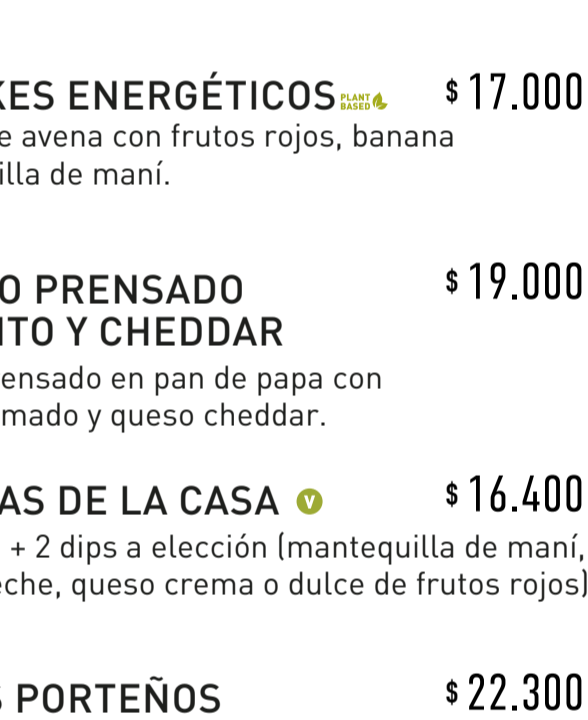 KES ENERGÉTICOS PLANT BASED $ 17.000
e avena con frutos rojos, banana
illa de maní.
O PRENSADO $ 19.000
ITO Y CHEDDAR
ensado en pan de papa con
mado y queso cheddar.
AS DE LA CASA V $ 16.400
+ 2 dips a elección (mantequilla de maní,
eche, queso crema o dulce de frutos rojos)
S PORTEÑOS $ 22.300